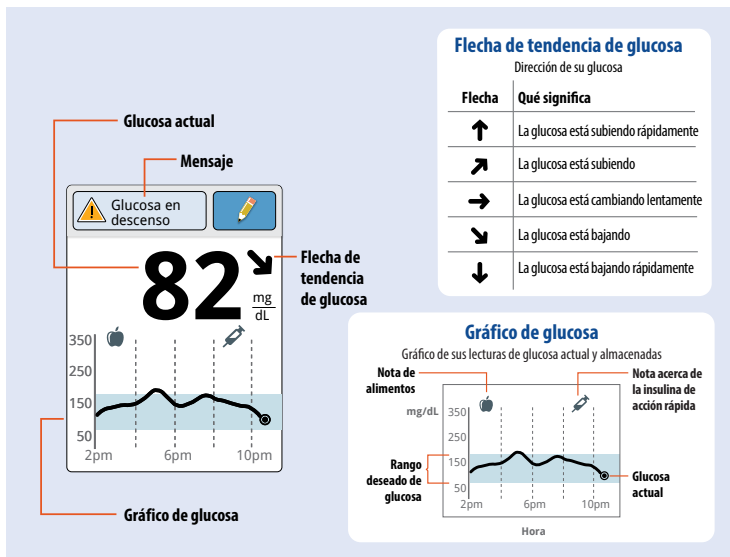 Glucosa actual
Mensaje
Glucosa en
descenso
82
mg
dL
Flecha de
tendencia
de glucosa
350
250
150
50
2pm 6pm 10pm
Gráfico de glucosa
Flecha de tendencia de glucosa
Dirección de su glucosa
Flecha Qué significa
La glucosa está subiendo rápidamente
La glucosa está subiendo
La glucosa está cambiando lentamente
La glucosa está bajando
La glucosa está bajando rápidamente
Gráfico de glucosa
Gráfico de sus lecturas de glucosa actual y almacenadas
Nota de
alimentos
Nota acerca de
la insulina de
acción rápida
mg/dL
350
250
150
50
Rango
deseado de
glucosa
Glucosa
actual
2pm 6pm 10pm
Hora